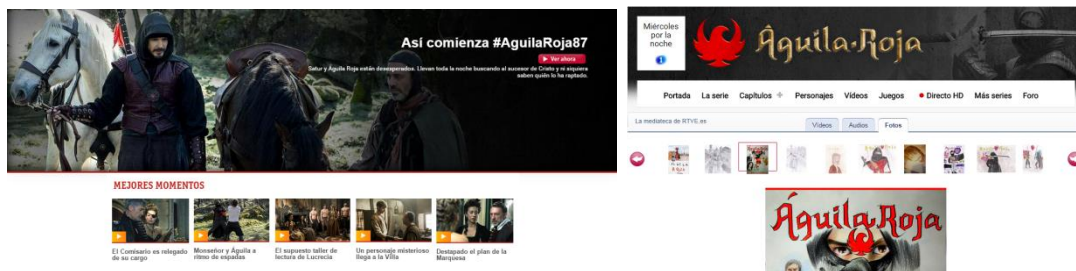 Así comienza #AguilaRoja87
Ver ahora
Satur y Águila Roja están desesperados. Llevan toda la noche buscando al sucesor de Cristo y ni siquiera
saben quién lo ha raptado.
MEJORES MOMENTOS
El Comisario es relegado
de su cargo
Monseñor y Águila a
ritmo de espadas
El supuesto taller de
lectura de Lucrecia
Un personaje misterioso
llega a la Villa
Destapado el plan de la
Marquesa
Miércoles
por la
noche
Águila Roja
Portada La serie Capítulos + Personajes Vídeos Juegos Directo HD Más series Foro
La mediateca de RTVE.es
Vídeos Audios Fotos
Águila Roja